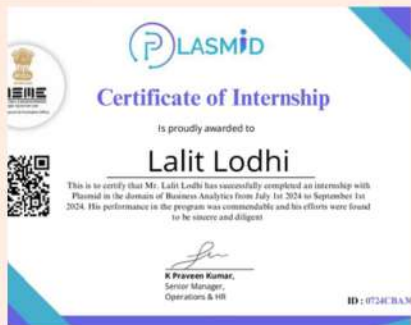 PLASMiD
Certificate of Internship
Is proudly awarded to
Lalit Lodhi
This is to certify that Mr. Lalit Lodhi has successfully completed an internship with
Plasmid in the domain of Business Analytics from July 1st 2024 to September 1st
2024. His performance in the program was commendable and his efforts were found
to be sincere and diligent
K Praveen Kumar,
Senior Manager,
Operations & HR